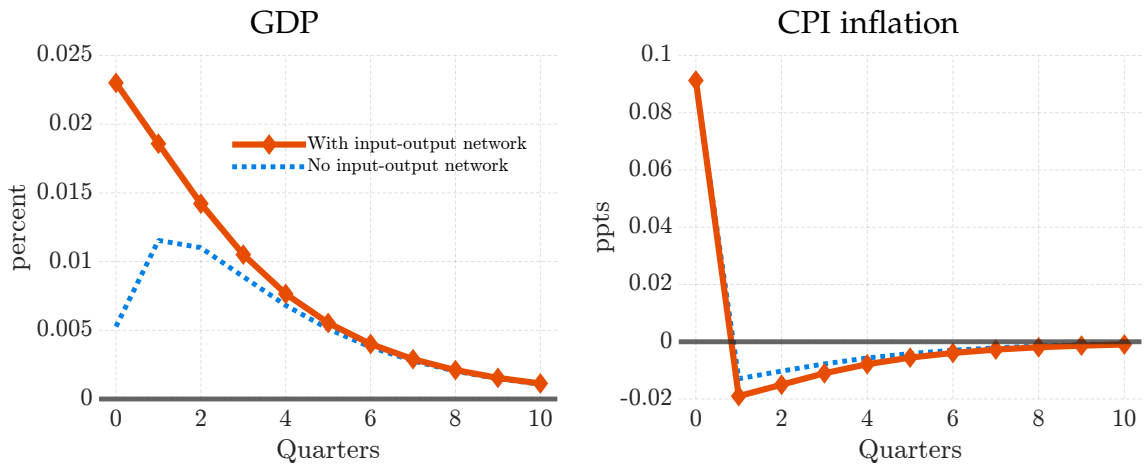 GDP
0.025
0.02
0.015
0.01
0.005
0
percent
With input-output network
No input-output network
0 2 4 6 8 10
Quarters
CPI inflation
0.1
0.08
0.06
0.04
0.02
0
-0.02
ppts
0 2 4 6 8 10
Quarters